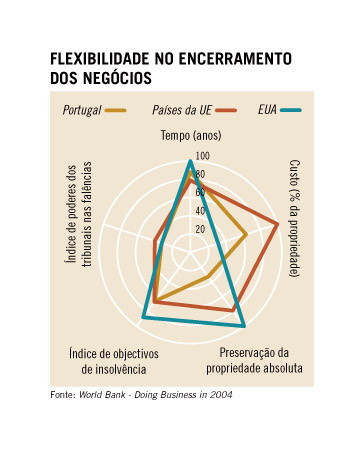 FLEXIBILIDADE NO ENCERRAMENTO
DOS NEGÓCIOS
Portugal
Países da UE
EUA
Tempo (anos)
100
80
60
40
20
Custo (% da propriedade)
Preservação da
propriedade absoluta
Índice de objectivos
de insolvência
Índice de poderes dos
tribunais nas falências
Fonte: World Bank - Doing Business in 2004